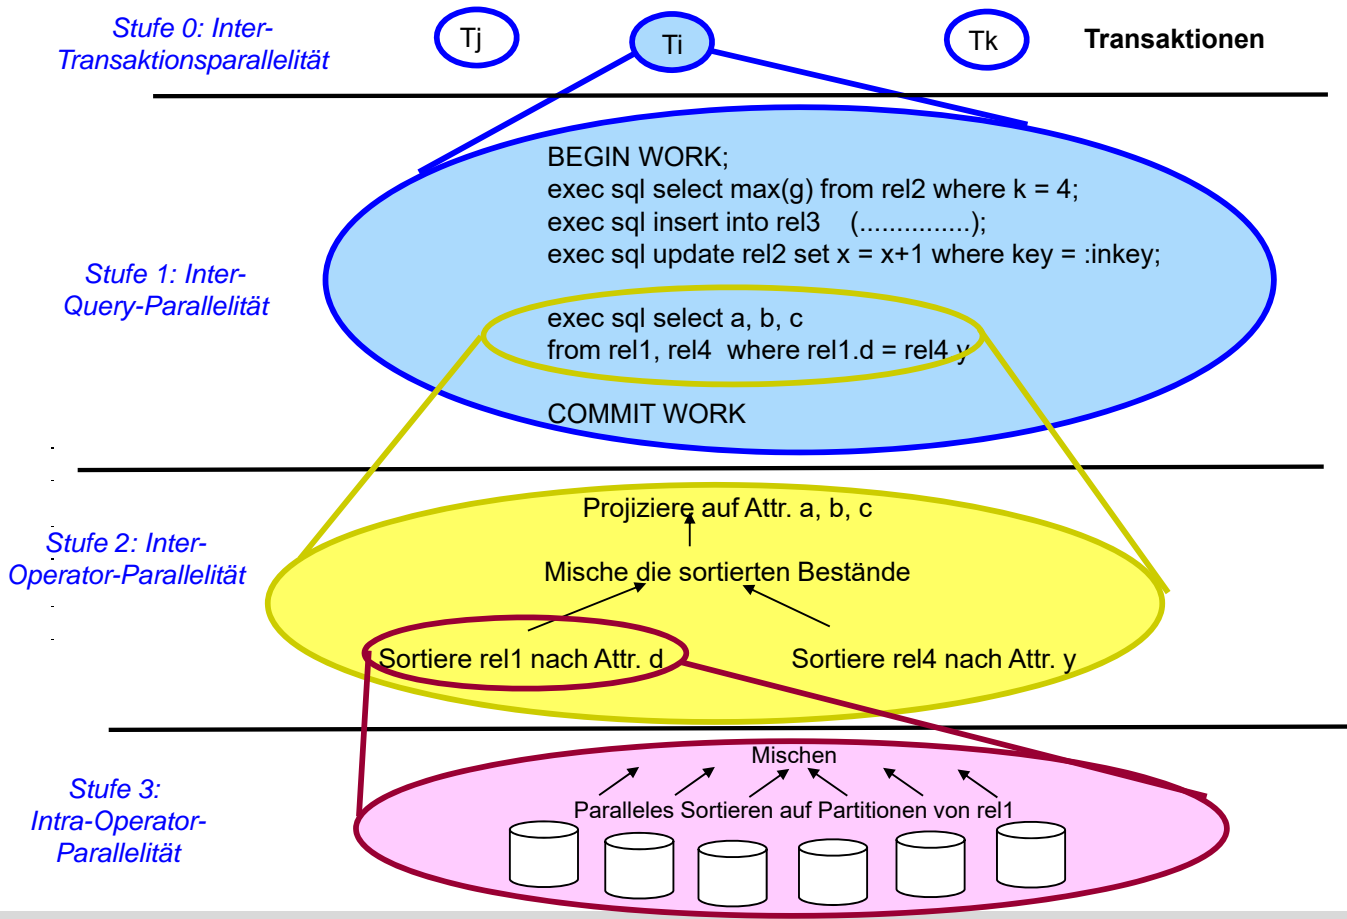 Stufe 0: Inter-
Transaktionsparallelität
Tj
Ti
Tk
Transaktionen
BEGIN WORK;
exec sql select max(g) from rel2 where k = 4;
exec sql insert into rel3 (...............);
exec sql update rel2 set x = x+1 where key = :inkey;
Stufe 1: Inter-
Query-Parallelität
exec sql select a, b, c
from rel1, rel4 where rel1.d = rel4.y
COMMIT WORK
Stufe 2: Inter-
Operator-Parallelität
Projiziere auf Attr. a, b, c
Mische die sortierten Bestände
Sortiere rel1 nach Attr. d
Sortiere rel4 nach Attr. y
Stufe 3:
Intra-Operator-
Parallelität
Mischen
Paralleles Sortieren auf Partitionen von rel1